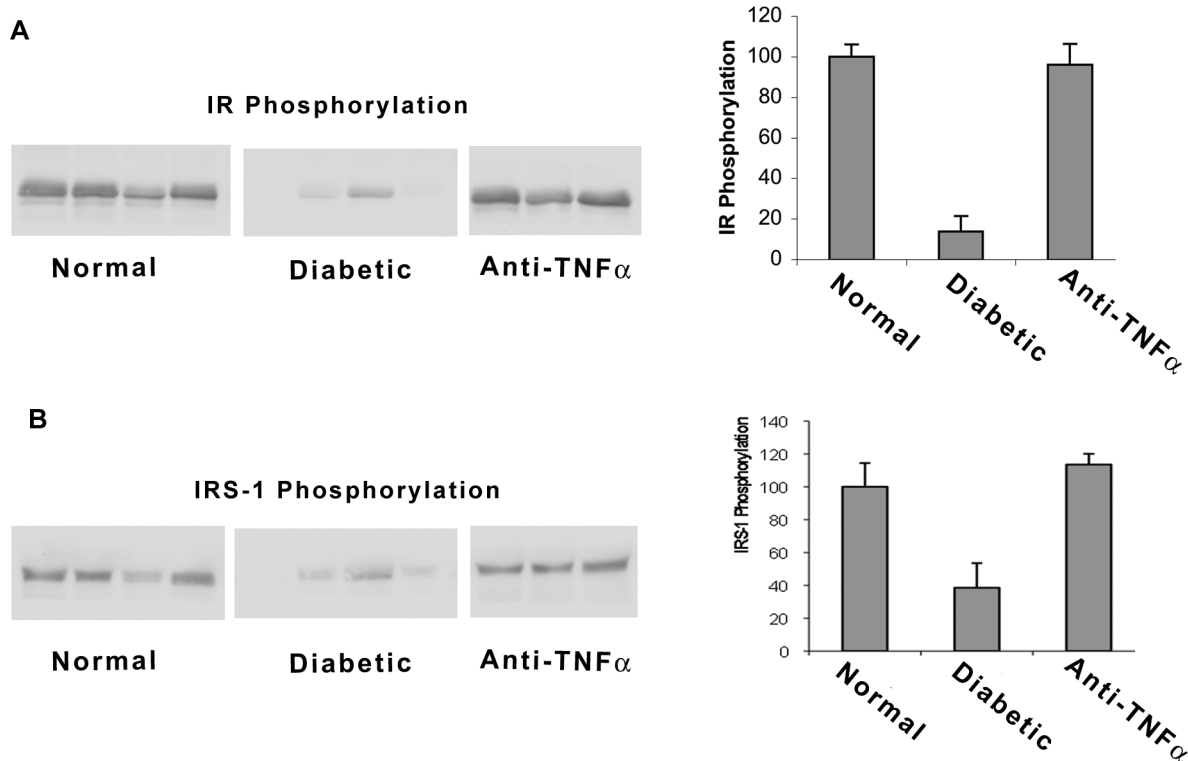 A
IR Phosphorylation
Normal
Diabetic
Anti-TNFα
IR Phosphorylation
120
100
80
60
40
20
0
Normal
Diabetic
Anti-TNFα
B
IRS-1 Phosphorylation
Normal
Diabetic
Anti-TNFα
IRS-1 Phosphorylation
140
120
100
80
60
40
20
0
Normal
Diabetic
Anti-TNFα